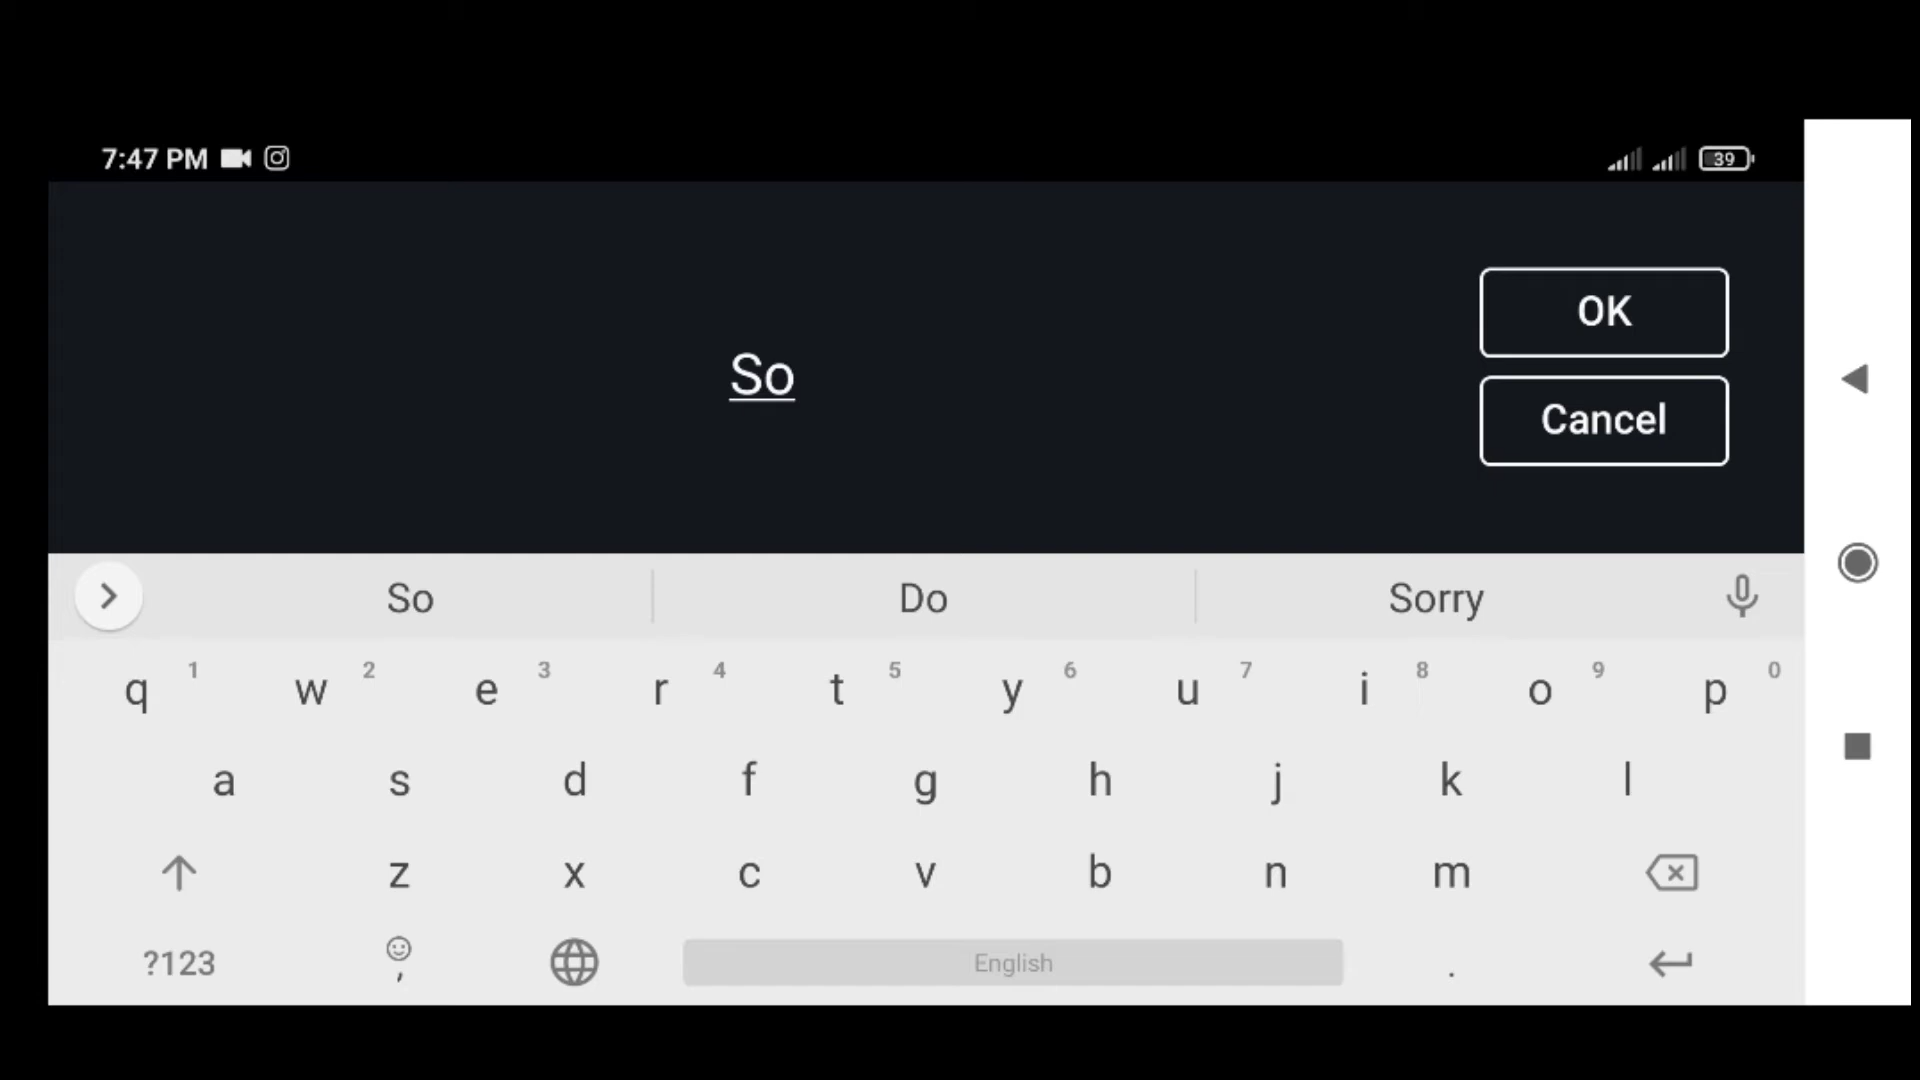 7:47 PM 39
OK
So
Cancel
So Do Sorry
q 1 w 2 e 3 r 4 t 5 y 6 u 7 i 8 o 9 p 0
a s d f g h j k l
z x c v b n m
?123 , English .